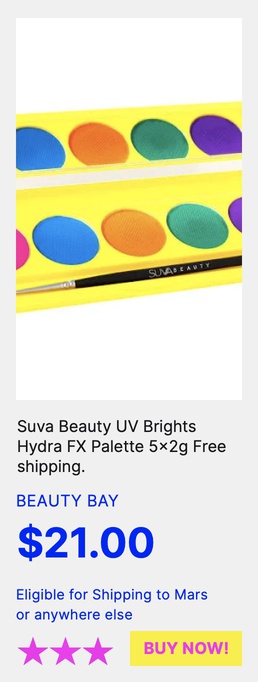 SUVA BEAUTY
Suva Beauty UV Brights
Hydra FX Palette 5×2g Free
shipping.
BEAUTY BAY
$21.00
Eligible for Shipping to Mars
or anywhere else
BUY NOW!